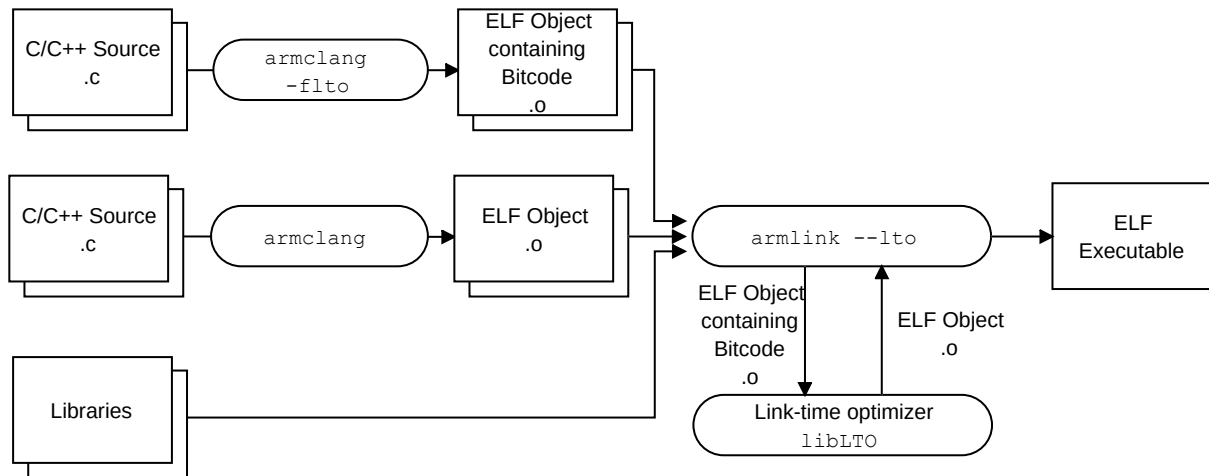 C/C++ Source
.c
armclang
-flto
ELF Object
containing
Bitcode
.o
C/C++ Source
.c
armclang
ELF Object
.o
armlink --lto
ELF
Executable
ELF Object
containing
Bitcode
.o
ELF Object
.o
Libraries
Link-time optimizer
libLTO